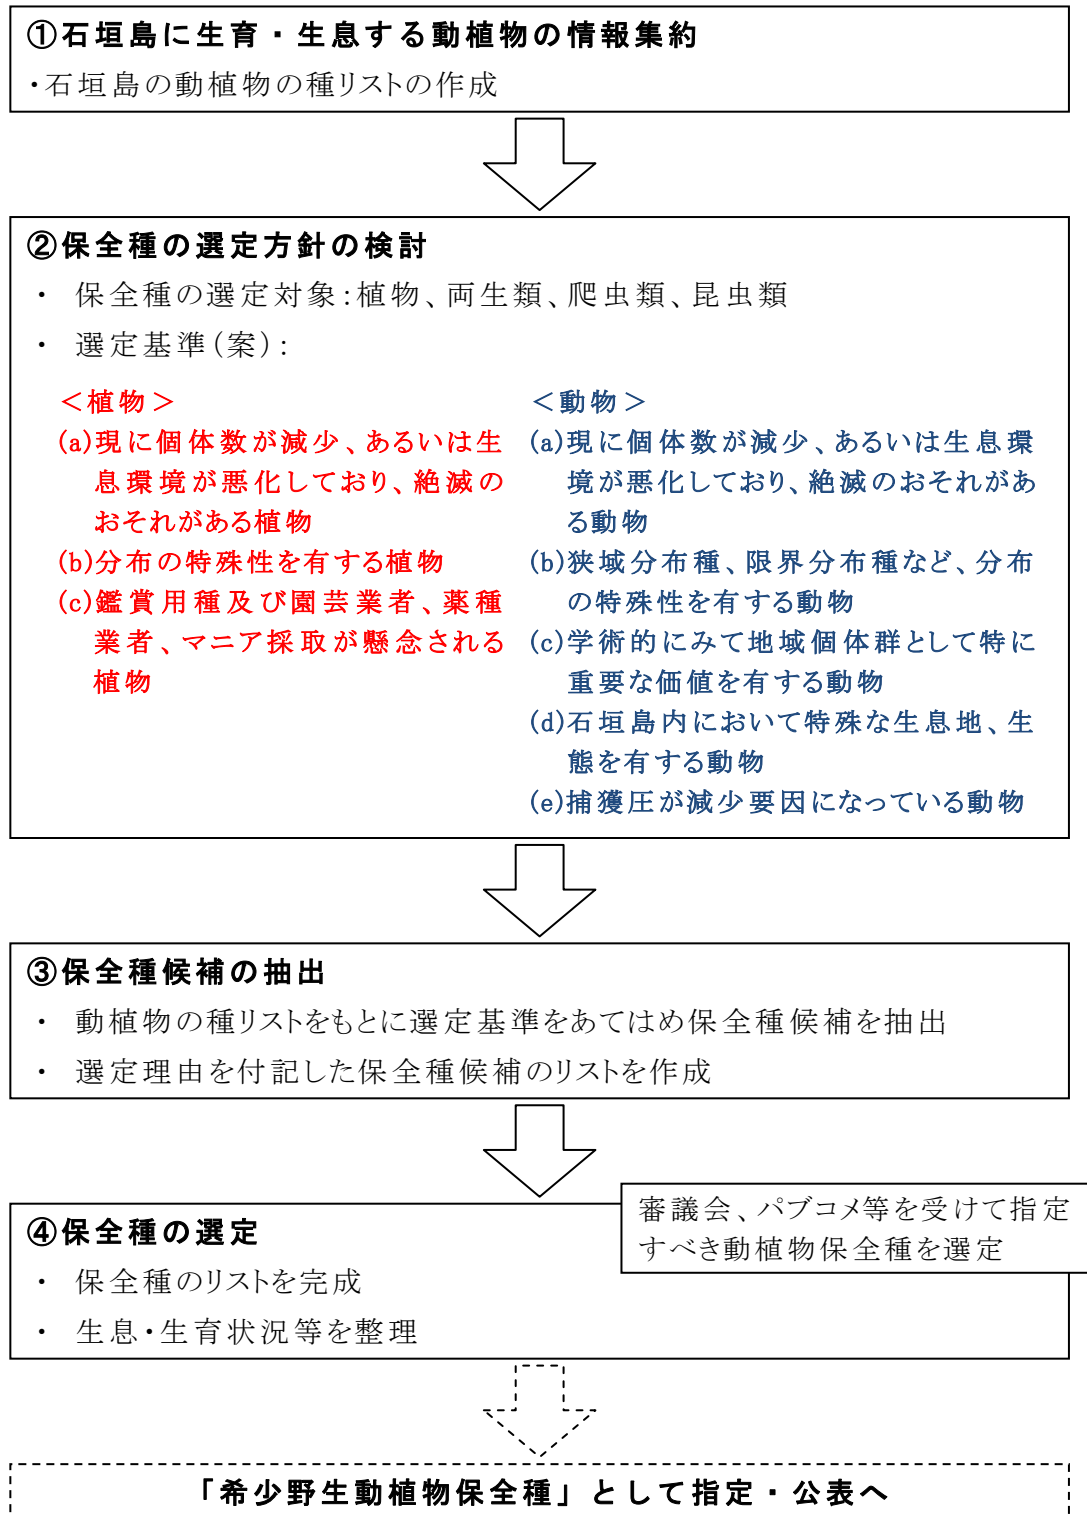 ①石垣島に生育・生息する動植物の情報集約
・石垣島の動植物の種リストの作成
②保全種の選定方針の検討
・ 保全種の選定対象：植物、両生類、爬虫類、昆虫類
・ 選定基準（案）：
＜植物＞
(a)現に個体数が減少、あるいは生
息環境が悪化しており、絶滅の
おそれがある植物
(b)分布の特殊性を有する植物
(c)鑑賞用種及び園芸業者、薬種
業者、マニア採取が懸念される
植物
＜動物＞
(a)現に個体数が減少、あるいは生息環
境が悪化しており、絶滅のおそれがあ
る動物
(b)狭域分布種、限界分布種など、分布
の特殊性を有する動物
(c)学術的にみて地域個体群として特に
重要な価値を有する動物
(d)石垣島内において特殊な生息地、生
態を有する動物
(e)捕獲圧が減少要因になっている動物
③保全種候補の抽出
・ 動植物の種リストをもとに選定基準をあてはめ保全種候補を抽出
・ 選定理由を付記した保全種候補のリストを作成
④保全種の選定
審議会、パブコメ等を受けて指定
すべき動植物保全種を選定
・ 保全種のリストを完成
・ 生息・生育状況等を整理
「希少野生動植物保全種」として指定・公表へ